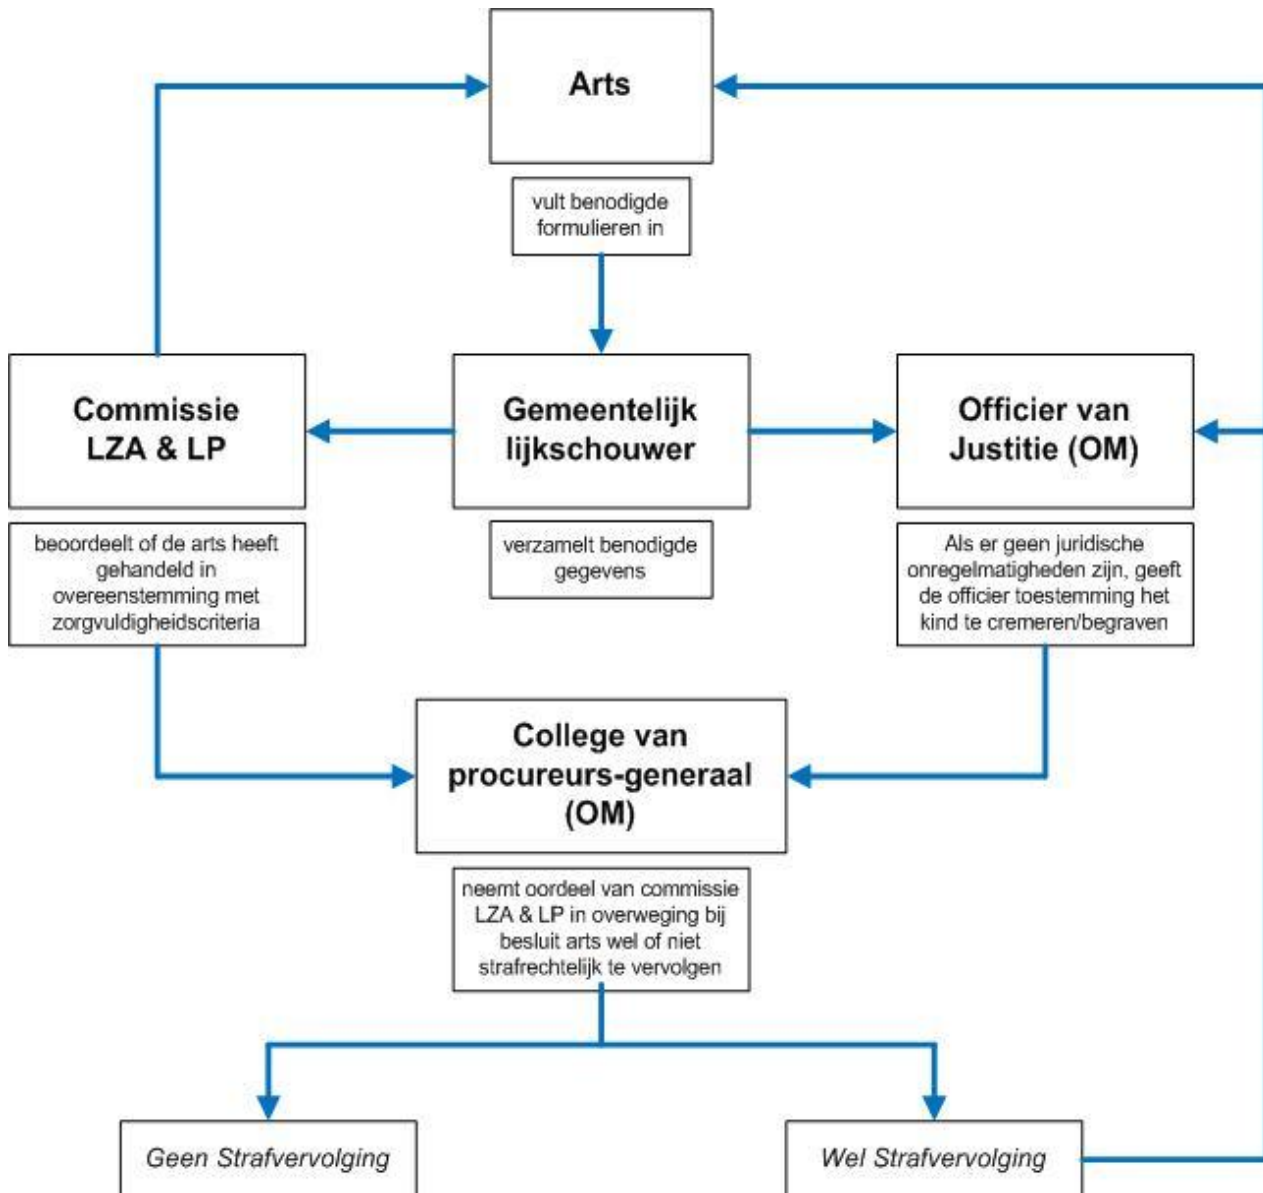 Arts
vult benodigde
formulieren in
Commissie
LZA & LP
Gemeentelijk
lijkschouwer
Officier van
Justitie (OM)
beoordeelt of de arts heeft
gehandeld in
overeenstemming met
zorgvuldigheidscriteria
verzamelt benodigde
gegevens
Als er geen juridische
onregelmatigheden zijn, geeft
de officier toestemming het
kind te cremeren/begraven
College van
procureurs-generaal
(OM)
neemt oordeel van commissie
LZA & LP in overweging bij
besluit arts wel of niet
strafrechtelijk te vervolgen
Geen Strafvervolging
Wel Strafvervolging